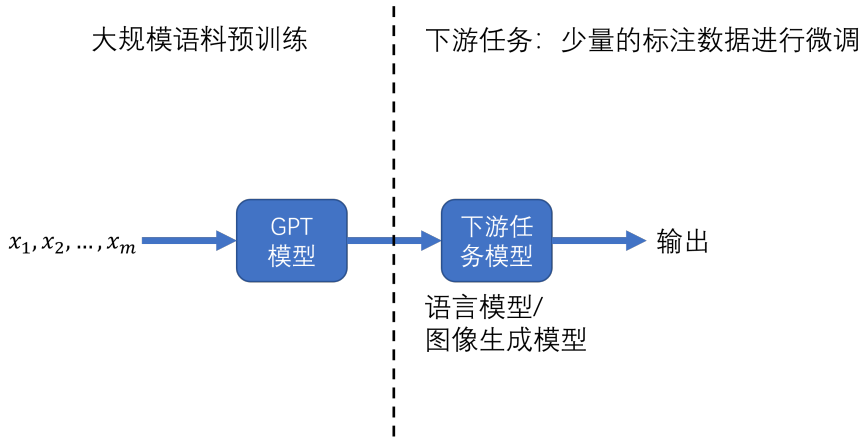 大规模语料预训练
下游任务：少量的标注数据进行微调
x₁, x₂, … , xₘ
GPT
模型
下游任
务模型
输出
语言模型/
图像生成模型